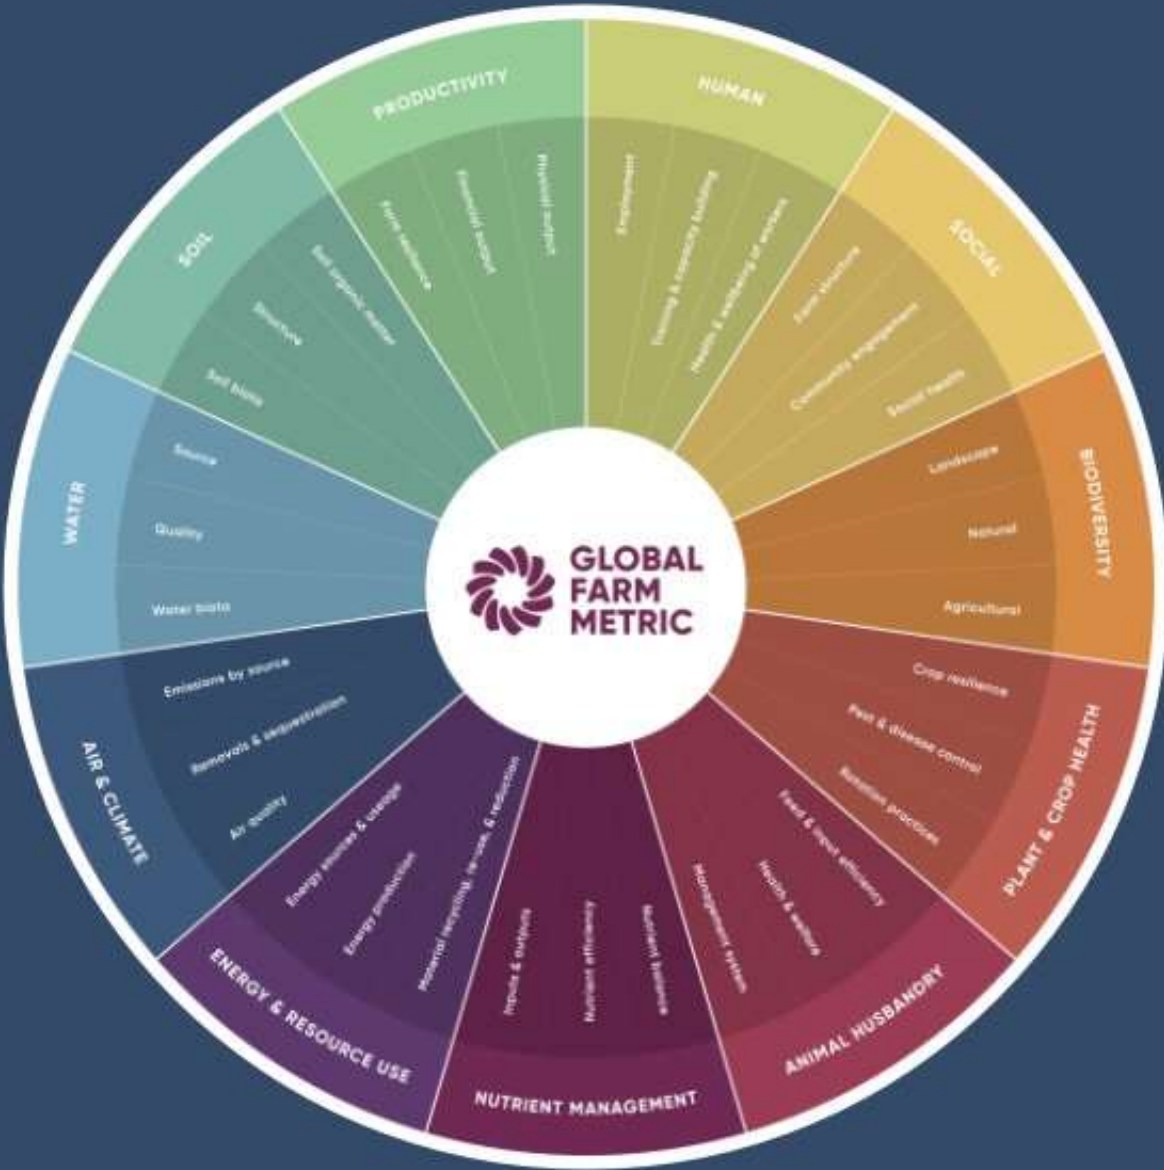 GLOBAL
FARM
METRIC
HUMAN
Employment
Training & capacity building
Health & wellbeing of workers
SOCIAL
Farm structure
Community engagement
Social health
BIODIVERSITY
Landscape
Natural
Agricultural
PLANT & CROP HEALTH
Crop resilience
Pest & disease control
Rotation practices
ANIMAL HUSBANDRY
Feed & input efficiency
Health & welfare
Management system
NUTRIENT MANAGEMENT
Nutrient balance
Nutrient efficiency
Inputs & outputs
ENERGY & RESOURCE USE
Material recycling, re-use, & reduction
Energy production
Energy sources & useage
AIR & CLIMATE
Air quality
Removals & sequestration
Emissions by source
WATER
Water biota
Quality
Source
SOIL
Soil biota
Structure
Soil organic matter
PRODUCTIVITY
Farm resilience
Financial output
Physical output